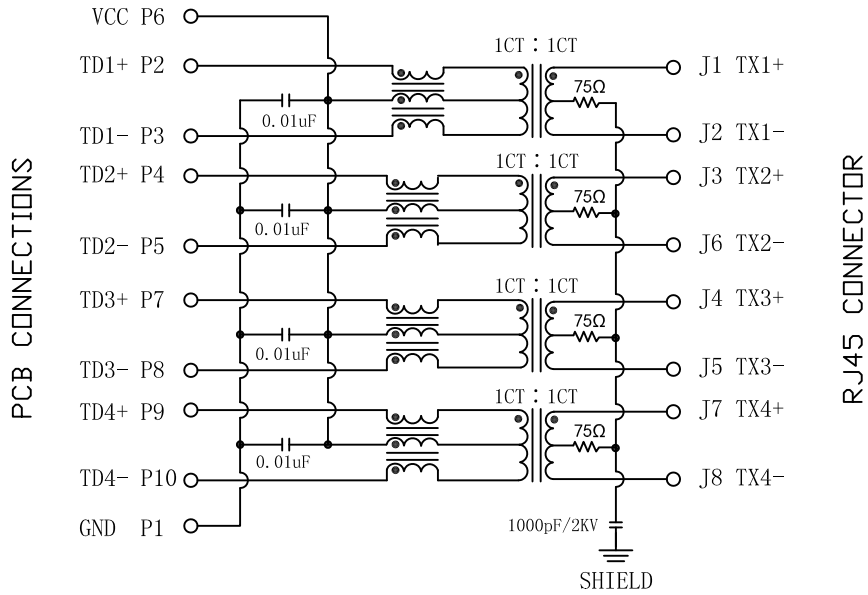 VCC P6
1CT : 1CT
TD1+ P2
J1 TX1+
75Ω
0.01uF
TD1- P3
J2 TX1-
1CT : 1CT
TD2+ P4
J3 TX2+
75Ω
0.01uF
TD2- P5
J6 TX2-
1CT : 1CT
TD3+ P7
J4 TX3+
75Ω
0.01uF
TD3- P8
J5 TX3-
1CT : 1CT
TD4+ P9
J7 TX4+
75Ω
0.01uF
TD4- P10
J8 TX4-
GND P1
1000pF/2KV
SHIELD
PCB CONNECTIONS
RJ45 CONNECTOR